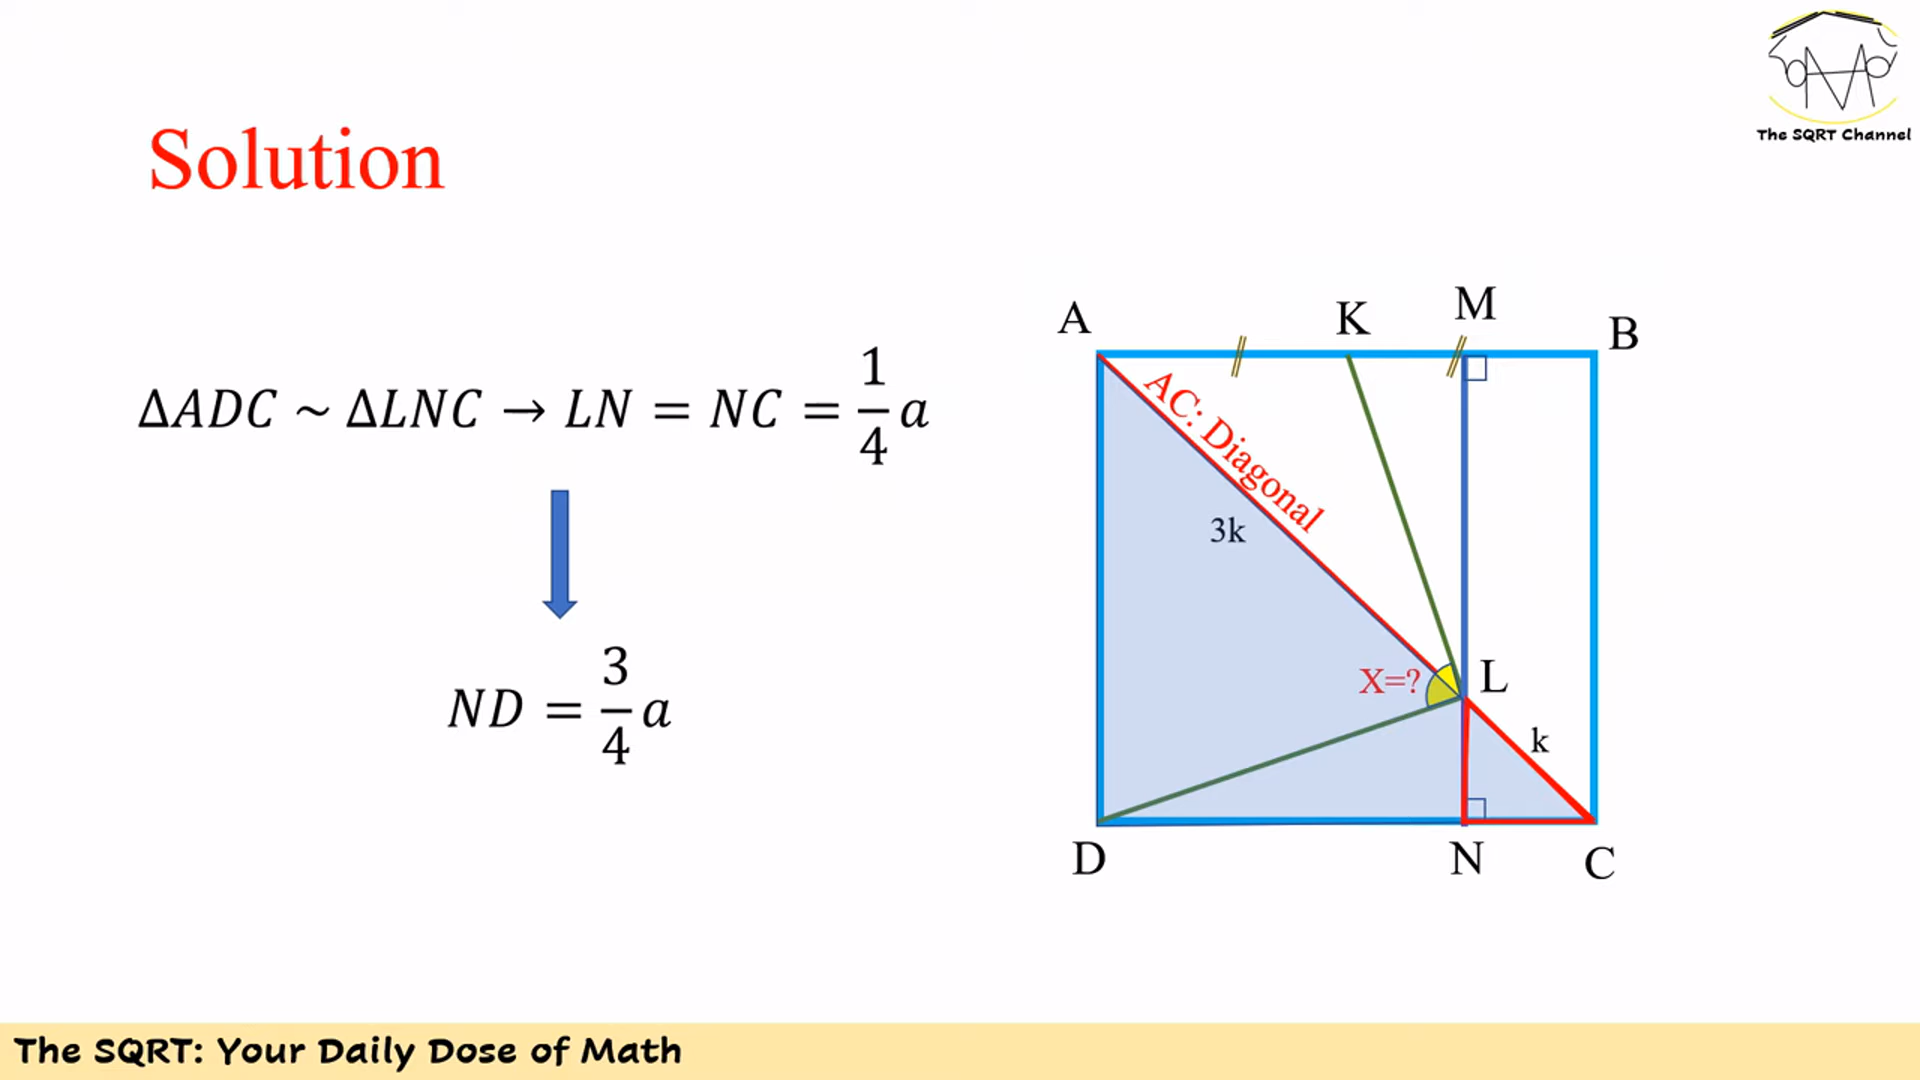 The SQRT Channel
Solution
ΔADC ~ ΔLNC → LN = NC = 1/4 a
ND = 3/4 a
A
K
M
B
AC: Diagonal
3k
X=?
L
k
D
N
C
The SQRT: Your Daily Dose of Math